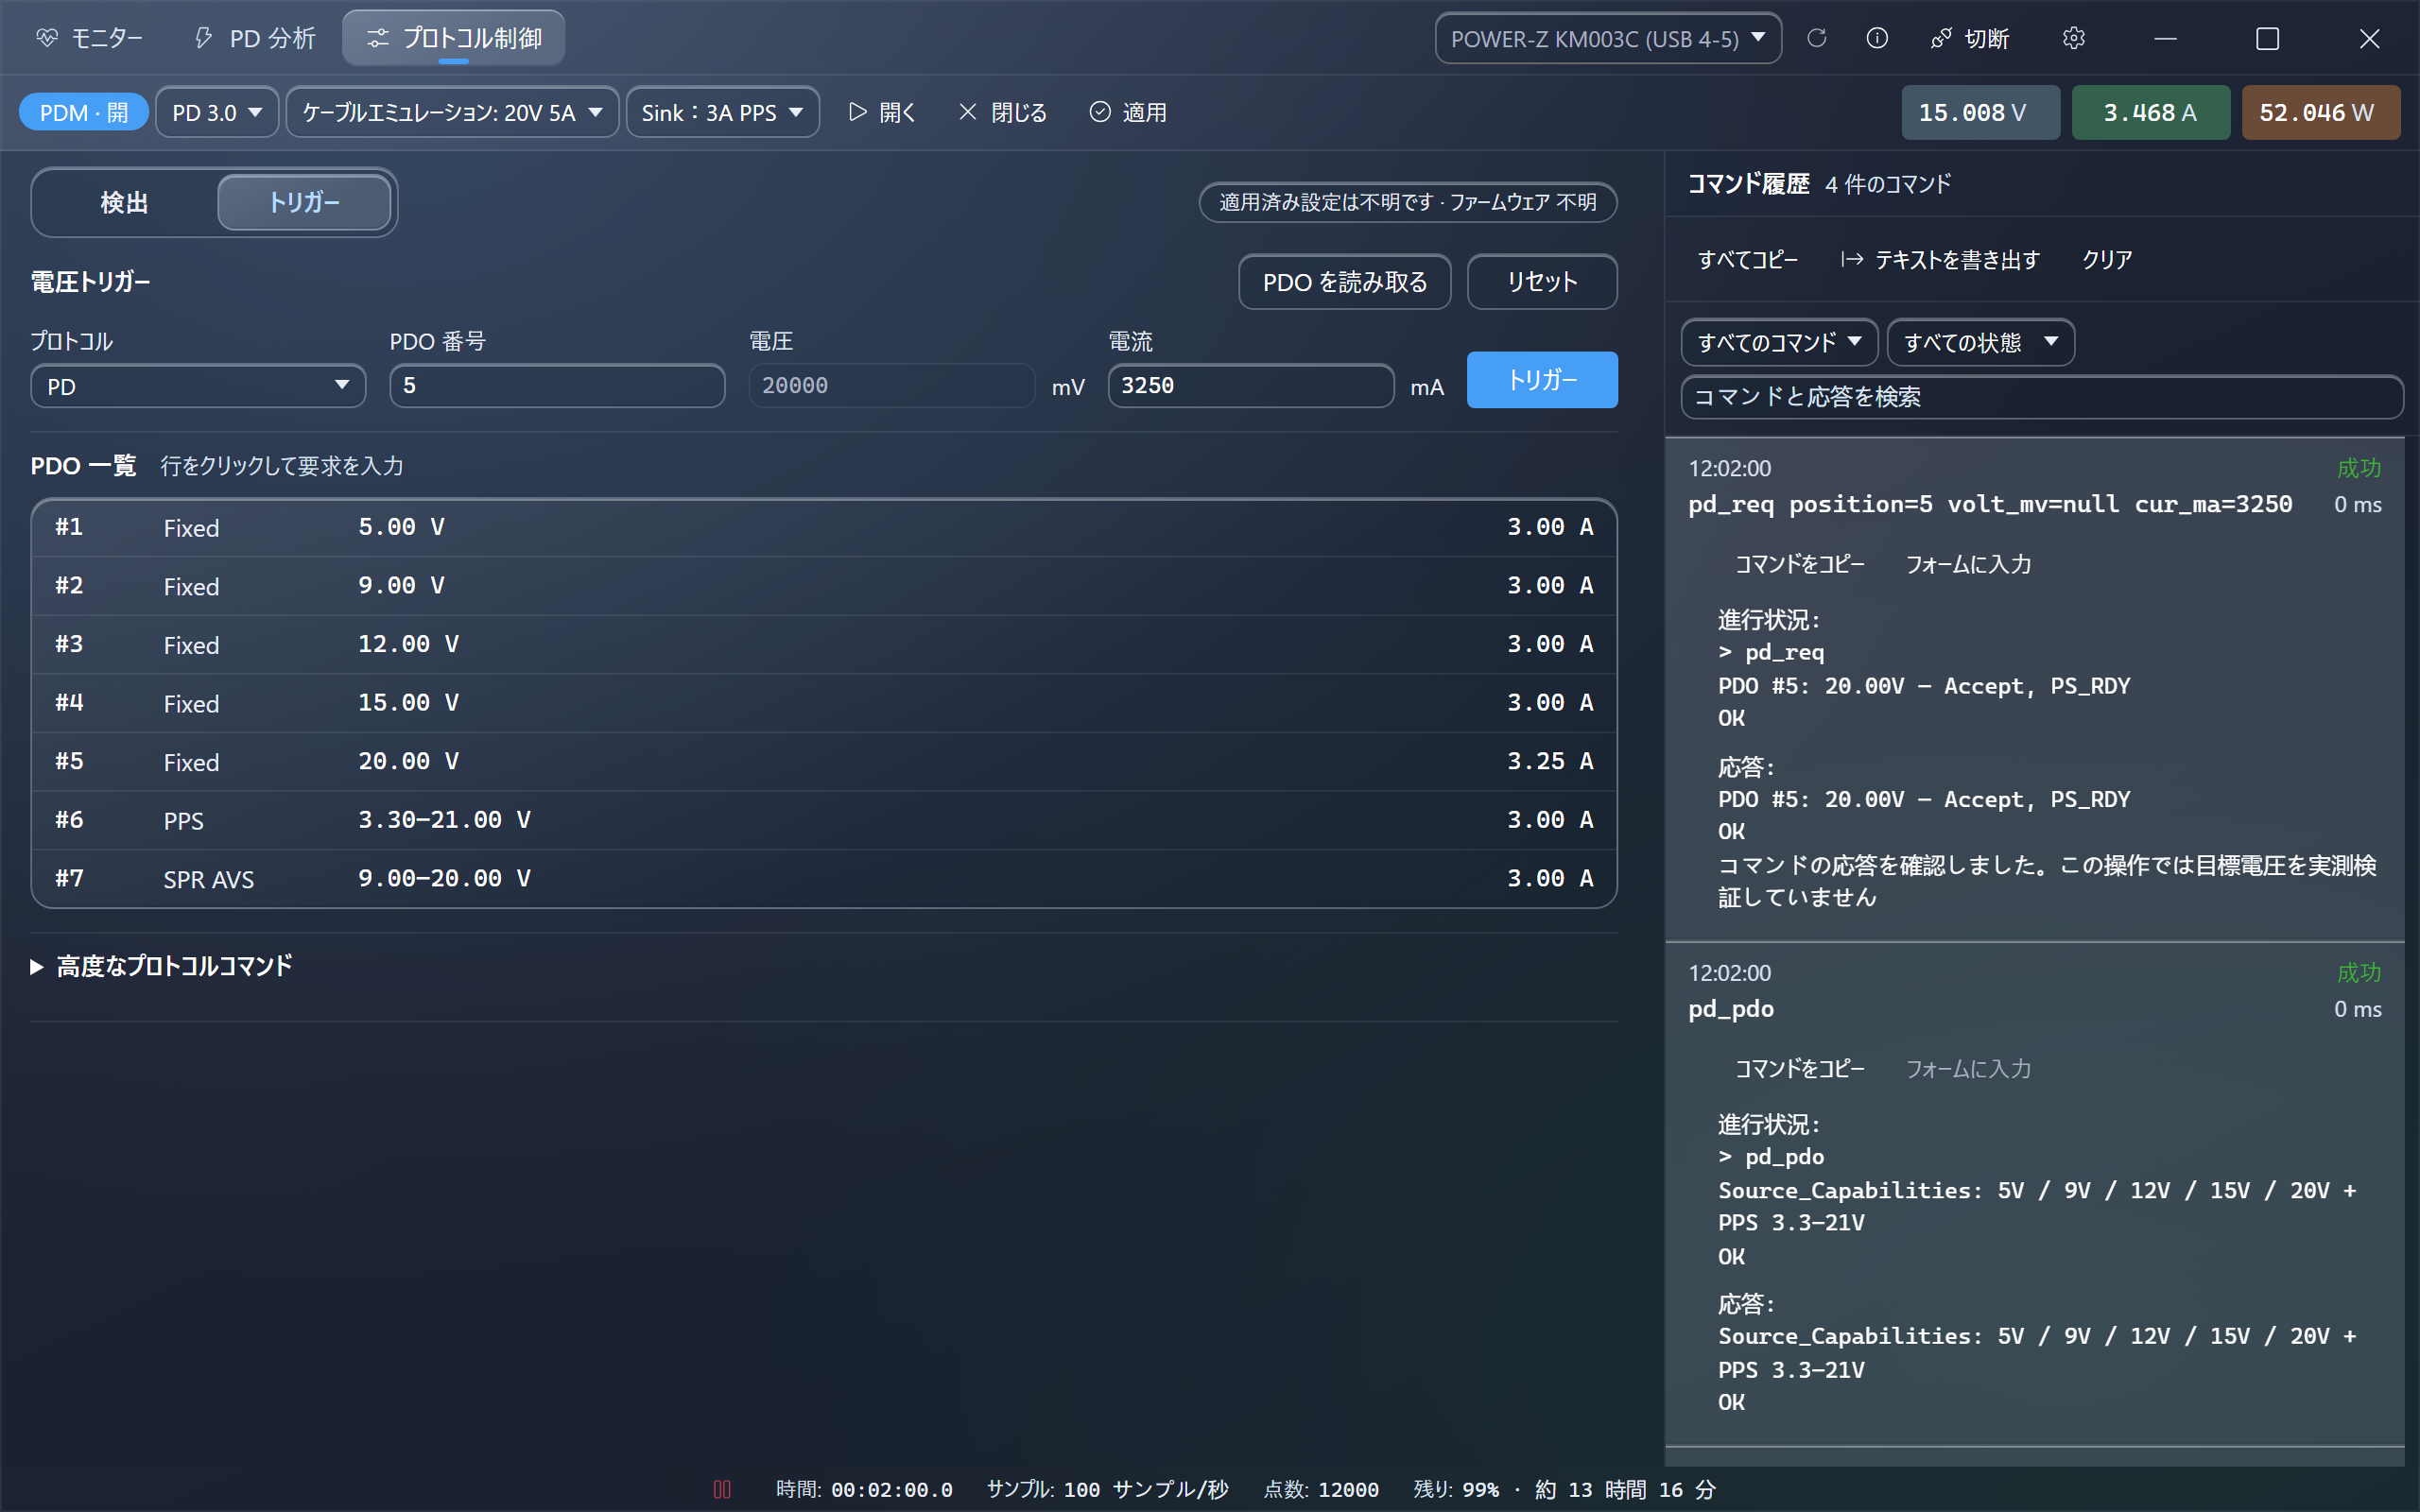 モニター
PD 分析
プロトコル制御
POWER-Z KM003C (USB 4-5)
切断
PDM · 開
PD 3.0
ケーブルエミュレーション: 20V 5A
Sink：3A PPS
開く
閉じる
適用
15.008 V
3.468 A
52.046 W
検出
トリガー
適用済み設定は不明です · ファームウェア 不明
電圧トリガー
PDO を読み取る
リセット
プロトコル
PDO 番号
電圧
電流
PD
5
20000
mV
3250
mA
トリガー
PDO 一覧 行をクリックして要求を入力
#1 Fixed 5.00 V 3.00 A
#2 Fixed 9.00 V 3.00 A
#3 Fixed 12.00 V 3.00 A
#4 Fixed 15.00 V 3.00 A
#5 Fixed 20.00 V 3.25 A
#6 PPS 3.30–21.00 V 3.00 A
#7 SPR AVS 9.00–20.00 V 3.00 A
高度なプロトコルコマンド
コマンド履歴 4 件のコマンド
すべてコピー
テキストを書き出す
クリア
すべてのコマンド
すべての状態
コマンドと応答を検索
12:02:00 成功
pd_req position=5 volt_mv=null cur_ma=3250 0 ms
コマンドをコピー フォームに入力
進行状況:
> pd_req
PDO #5: 20.00V — Accept, PS_RDY
OK
応答:
PDO #5: 20.00V — Accept, PS_RDY
OK
コマンドの応答を確認しました。この操作では目標電圧を実測検
証していません
12:02:00 成功
pd_pdo 0 ms
コマンドをコピー フォームに入力
進行状況:
> pd_pdo
Source_Capabilities: 5V / 9V / 12V / 15V / 20V +
PPS 3.3–21V
OK
応答:
Source_Capabilities: 5V / 9V / 12V / 15V / 20V +
PPS 3.3–21V
OK
時間: 00:02:00.0 サンプル: 100 サンプル/秒 点数: 12000 残り: 99% · 約 13 時間 16 分